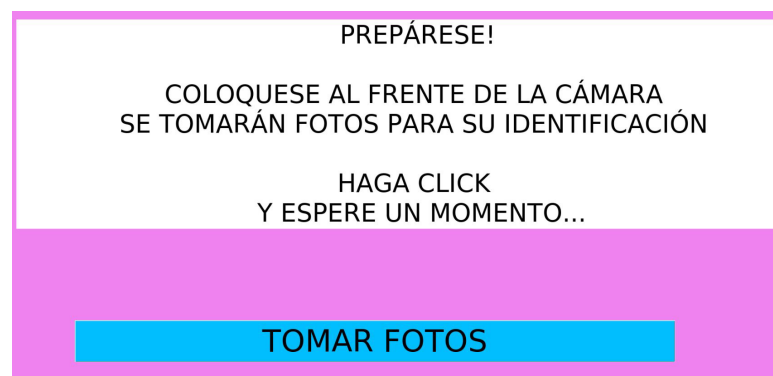 PREPÁRESE!
COLOQUESE AL FRENTE DE LA CÁMARA
SE TOMARÁN FOTOS PARA SU IDENTIFICACIÓN
HAGA CLICK
Y ESPERE UN MOMENTO...
TOMAR FOTOS